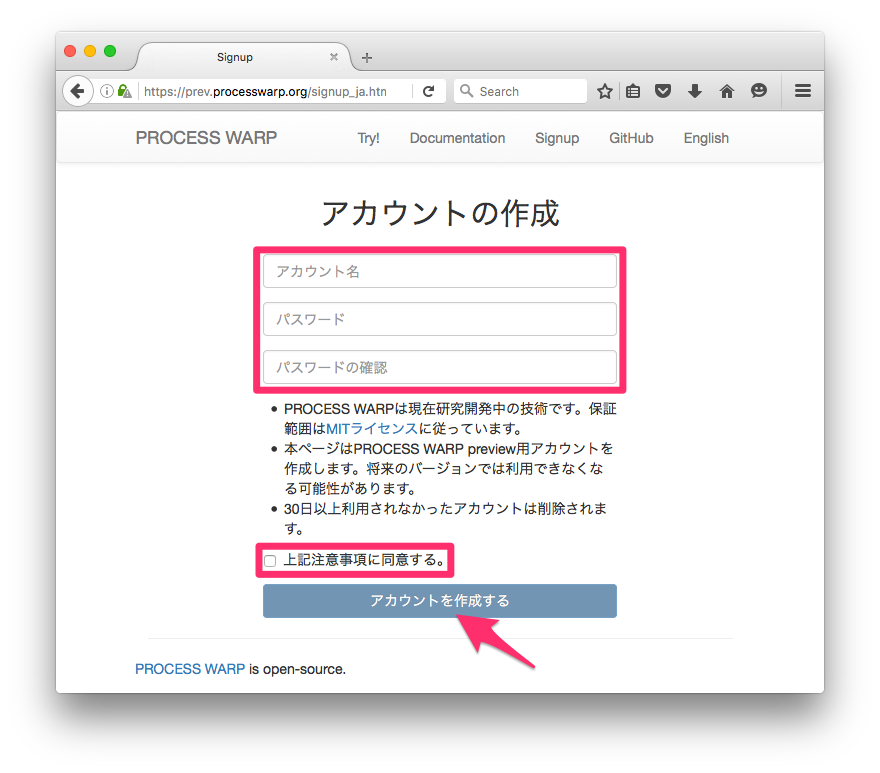 Signup
https://prev.processwarp.org/signup_ja.htn
Search
PROCESS WARP
Try!
Documentation
Signup
GitHub
English
アカウントの作成
アカウント名
パスワード
パスワードの確認
PROCESS WARPは現在研究開発中の技術です。保証
範囲はMITライセンスに従っています。
本ページはPROCESS WARP preview用アカウントを
作成します。将来のバージョンでは利用できなくな
る可能性があります。
30日以上利用されなかったアカウントは削除されま
す。
上記注意事項に同意する。
アカウントを作成する
PROCESS WARP is open-source.